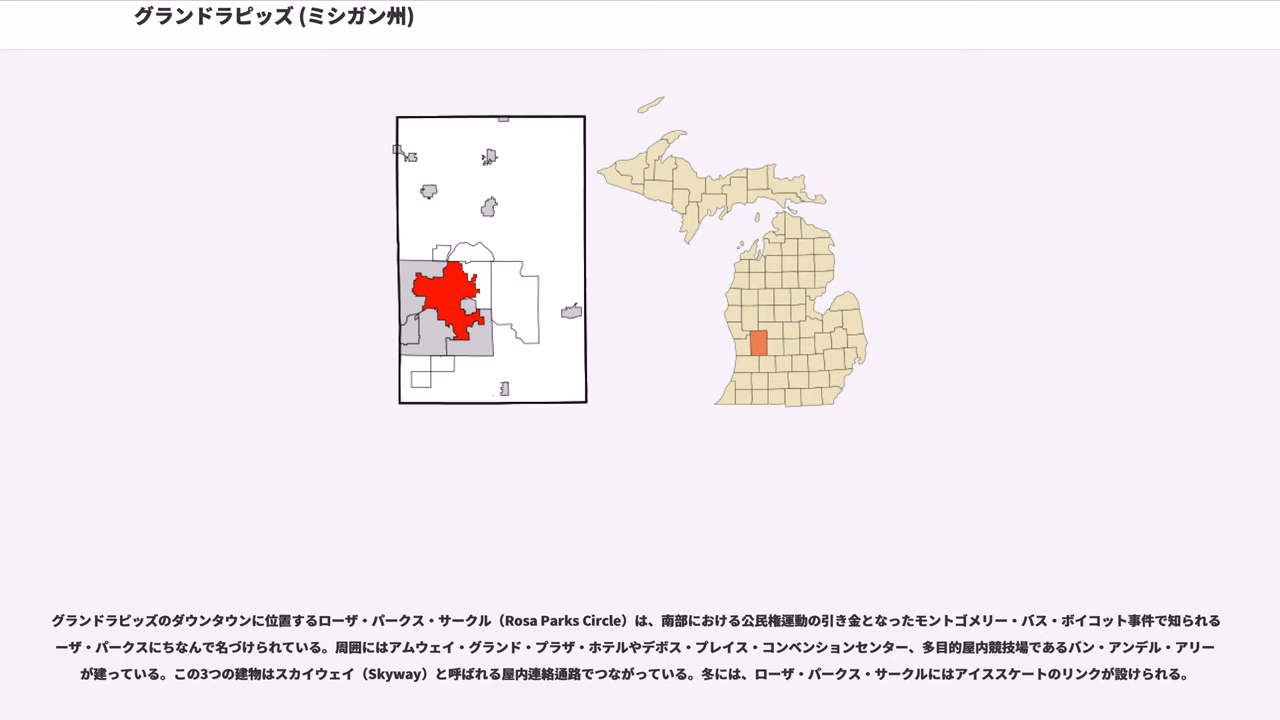 グランドラピッズ (ミシガン州)
グランドラピッズのダウンタウンに位置するローザ・パークス・サークル（Rosa Parks Circle）は、南部における公民権運動の引き金となったモントゴメリー・バス・ボイコット事件で知られる
ーザ・パークスにちなんで名づけられている。周囲にはアムウェイ・グランド・プラザ・ホテルやデボス・プレイス・コンベンションセンター、多目的屋内競技場であるバン・アンデル・アリー
が建っている。この3つの建物はスカイウェイ（Skyway）と呼ばれる屋内連絡通路でつながっている。冬には、ローザ・パークス・サークルにはアイススケートのリンクが設けられる。